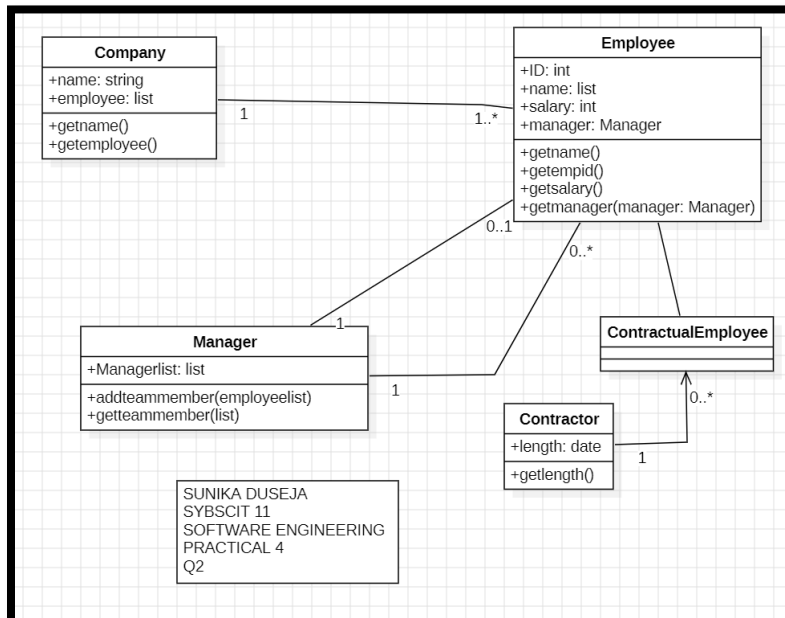 Company
+name: string
+employee: list
+getname()
+getemployee()
1
1..*
Employee
+ID: int
+name: list
+salary: int
+manager: Manager
+getname()
+getempid()
+getsalary()
+getmanager(manager: Manager)
0..1
0..*
1
Manager
+Managerlist: list
+addteammember(employeelist)
+getteammember(list)
1
ContractualEmployee
0..*
Contractor
+length: date
+getlength()
1
SUNIKA DUSEJA
SYBSCIT 11
SOFTWARE ENGINEERING
PRACTICAL 4
Q2